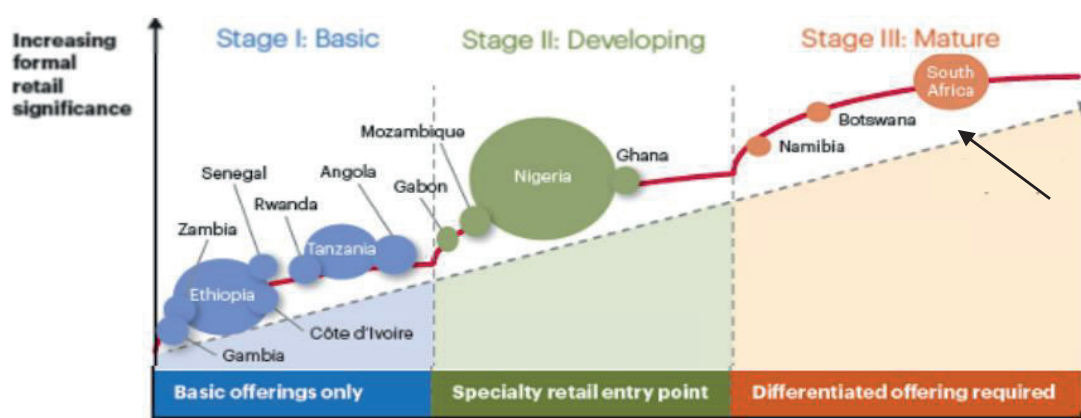 Increasing
formal
retail
significance
Stage I: Basic
Stage II: Developing
Stage III: Mature
South
Africa
Botswana
Namibia
Mozambique
Ghana
Nigeria
Gabon
Angola
Senegal
Rwanda
Tanzania
Zambia
Ethiopia
Côte d'Ivoire
Gambia
Basic offerings only
Specialty retail entry point
Differentiated offering required